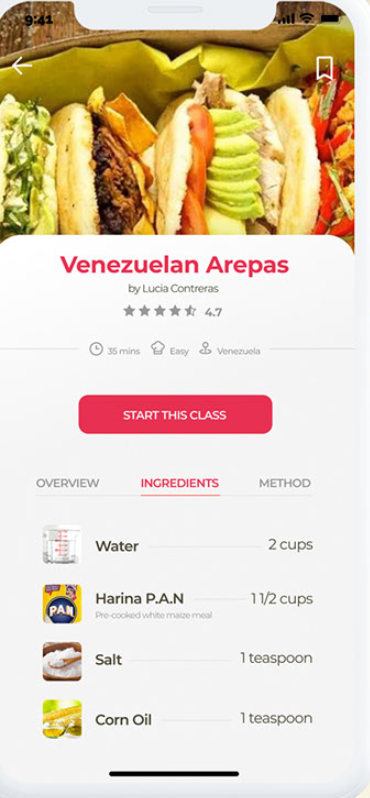 9:41
Venezuelan Arepas
by Lucia Contreras
4.7
35 mins Easy Venezuela
START THIS CLASS
OVERVIEW INGREDIENTS METHOD
Water 2 cups
PAN
Harina P.A.N 1 1/2 cups
Pre-cooked white maize meal
Salt 1 teaspoon
Corn Oil 1 teaspoon